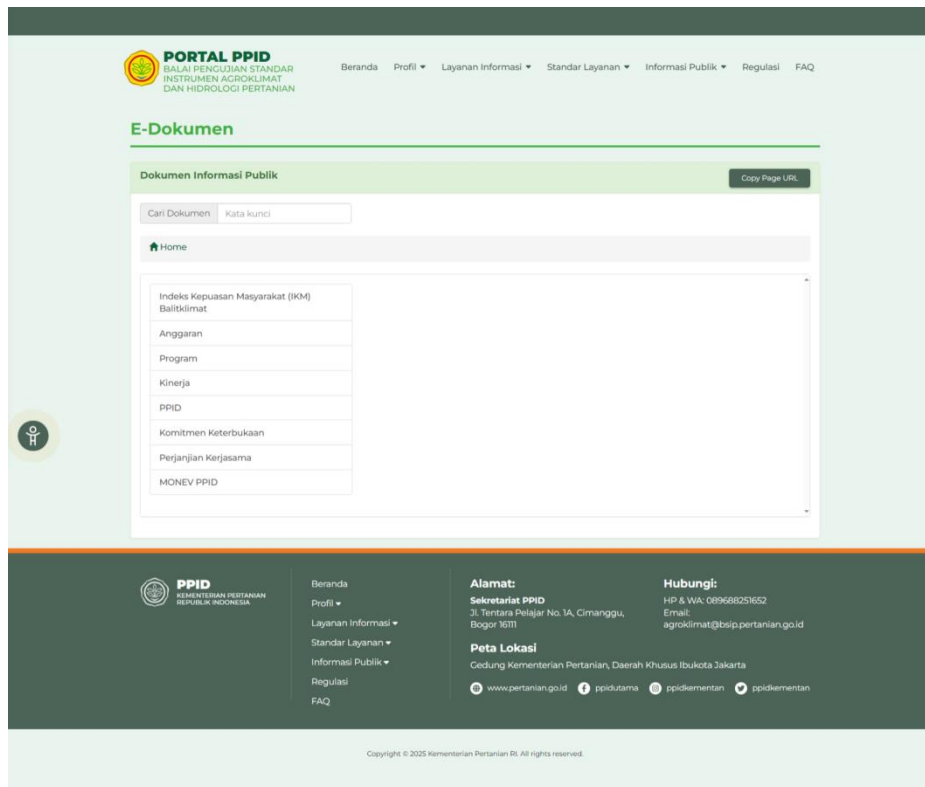 PORTAL PPID
BALAI PENGUJIAN STANDAR
INSTRUMEN AGROKLIMAT
DAN HIDROLOGI PERTANIAN
Beranda Profil Layanan Informasi Standar Layanan Informasi Publik Regulasi FAQ
E-Dokumen
Dokumen Informasi Publik
Copy Page URL
Cari Dokumen Kata kunci
Home
Indeks Kepuasan Masyarakat (IKM)
Balitklimat
Anggaran
Program
Kinerja
PPID
Komitmen Keterbukaan
Perjanjian Kerjasama
MONEV PPID
PPID
KEMENTERIAN PERTANIAN
REPUBLIK INDONESIA
Beranda
Profil
Layanan Informasi
Standar Layanan
Informasi Publik
Regulasi
FAQ
Alamat:
Sekretariat PPID
Jl. Tentara Pelajar No. 1A, Cimanggu,
Bogor 16111
Peta Lokasi
Gedung Kementerian Pertanian, Daerah Khusus Ibukota Jakarta
www.pertanian.go.id ppidutama ppidkementan ppidkementan
Hubungi:
HP & WA: 089688251652
Email:
agroklimat@bsip.pertanian.go.id
Copyright © 2025 Kementerian Pertanian RI. All rights reserved.